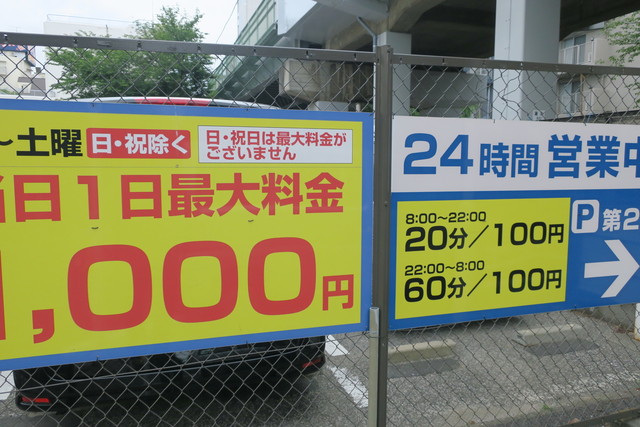 〜土曜 日・祝除く
日・祝日は最大料金が
ございません
当日1日最大料金
1,000円
24時間 営業中
8:00〜22:00
20分/100円
22:00〜8:00
60分/100円
P 第2